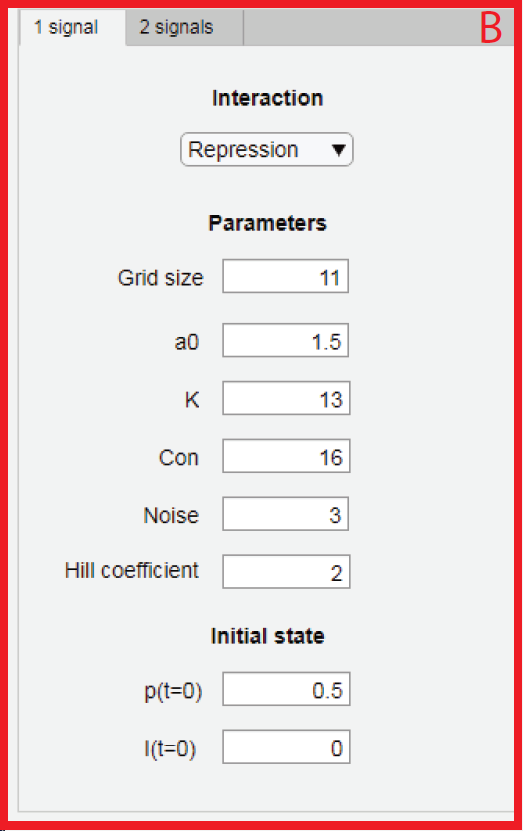 1 signal 2 signals B
Interaction
Repression
Parameters
Grid size 11
a0 1.5
K 13
Con 16
Noise 3
Hill coefficient 2
Initial state
p(t=0) 0.5
I(t=0) 0